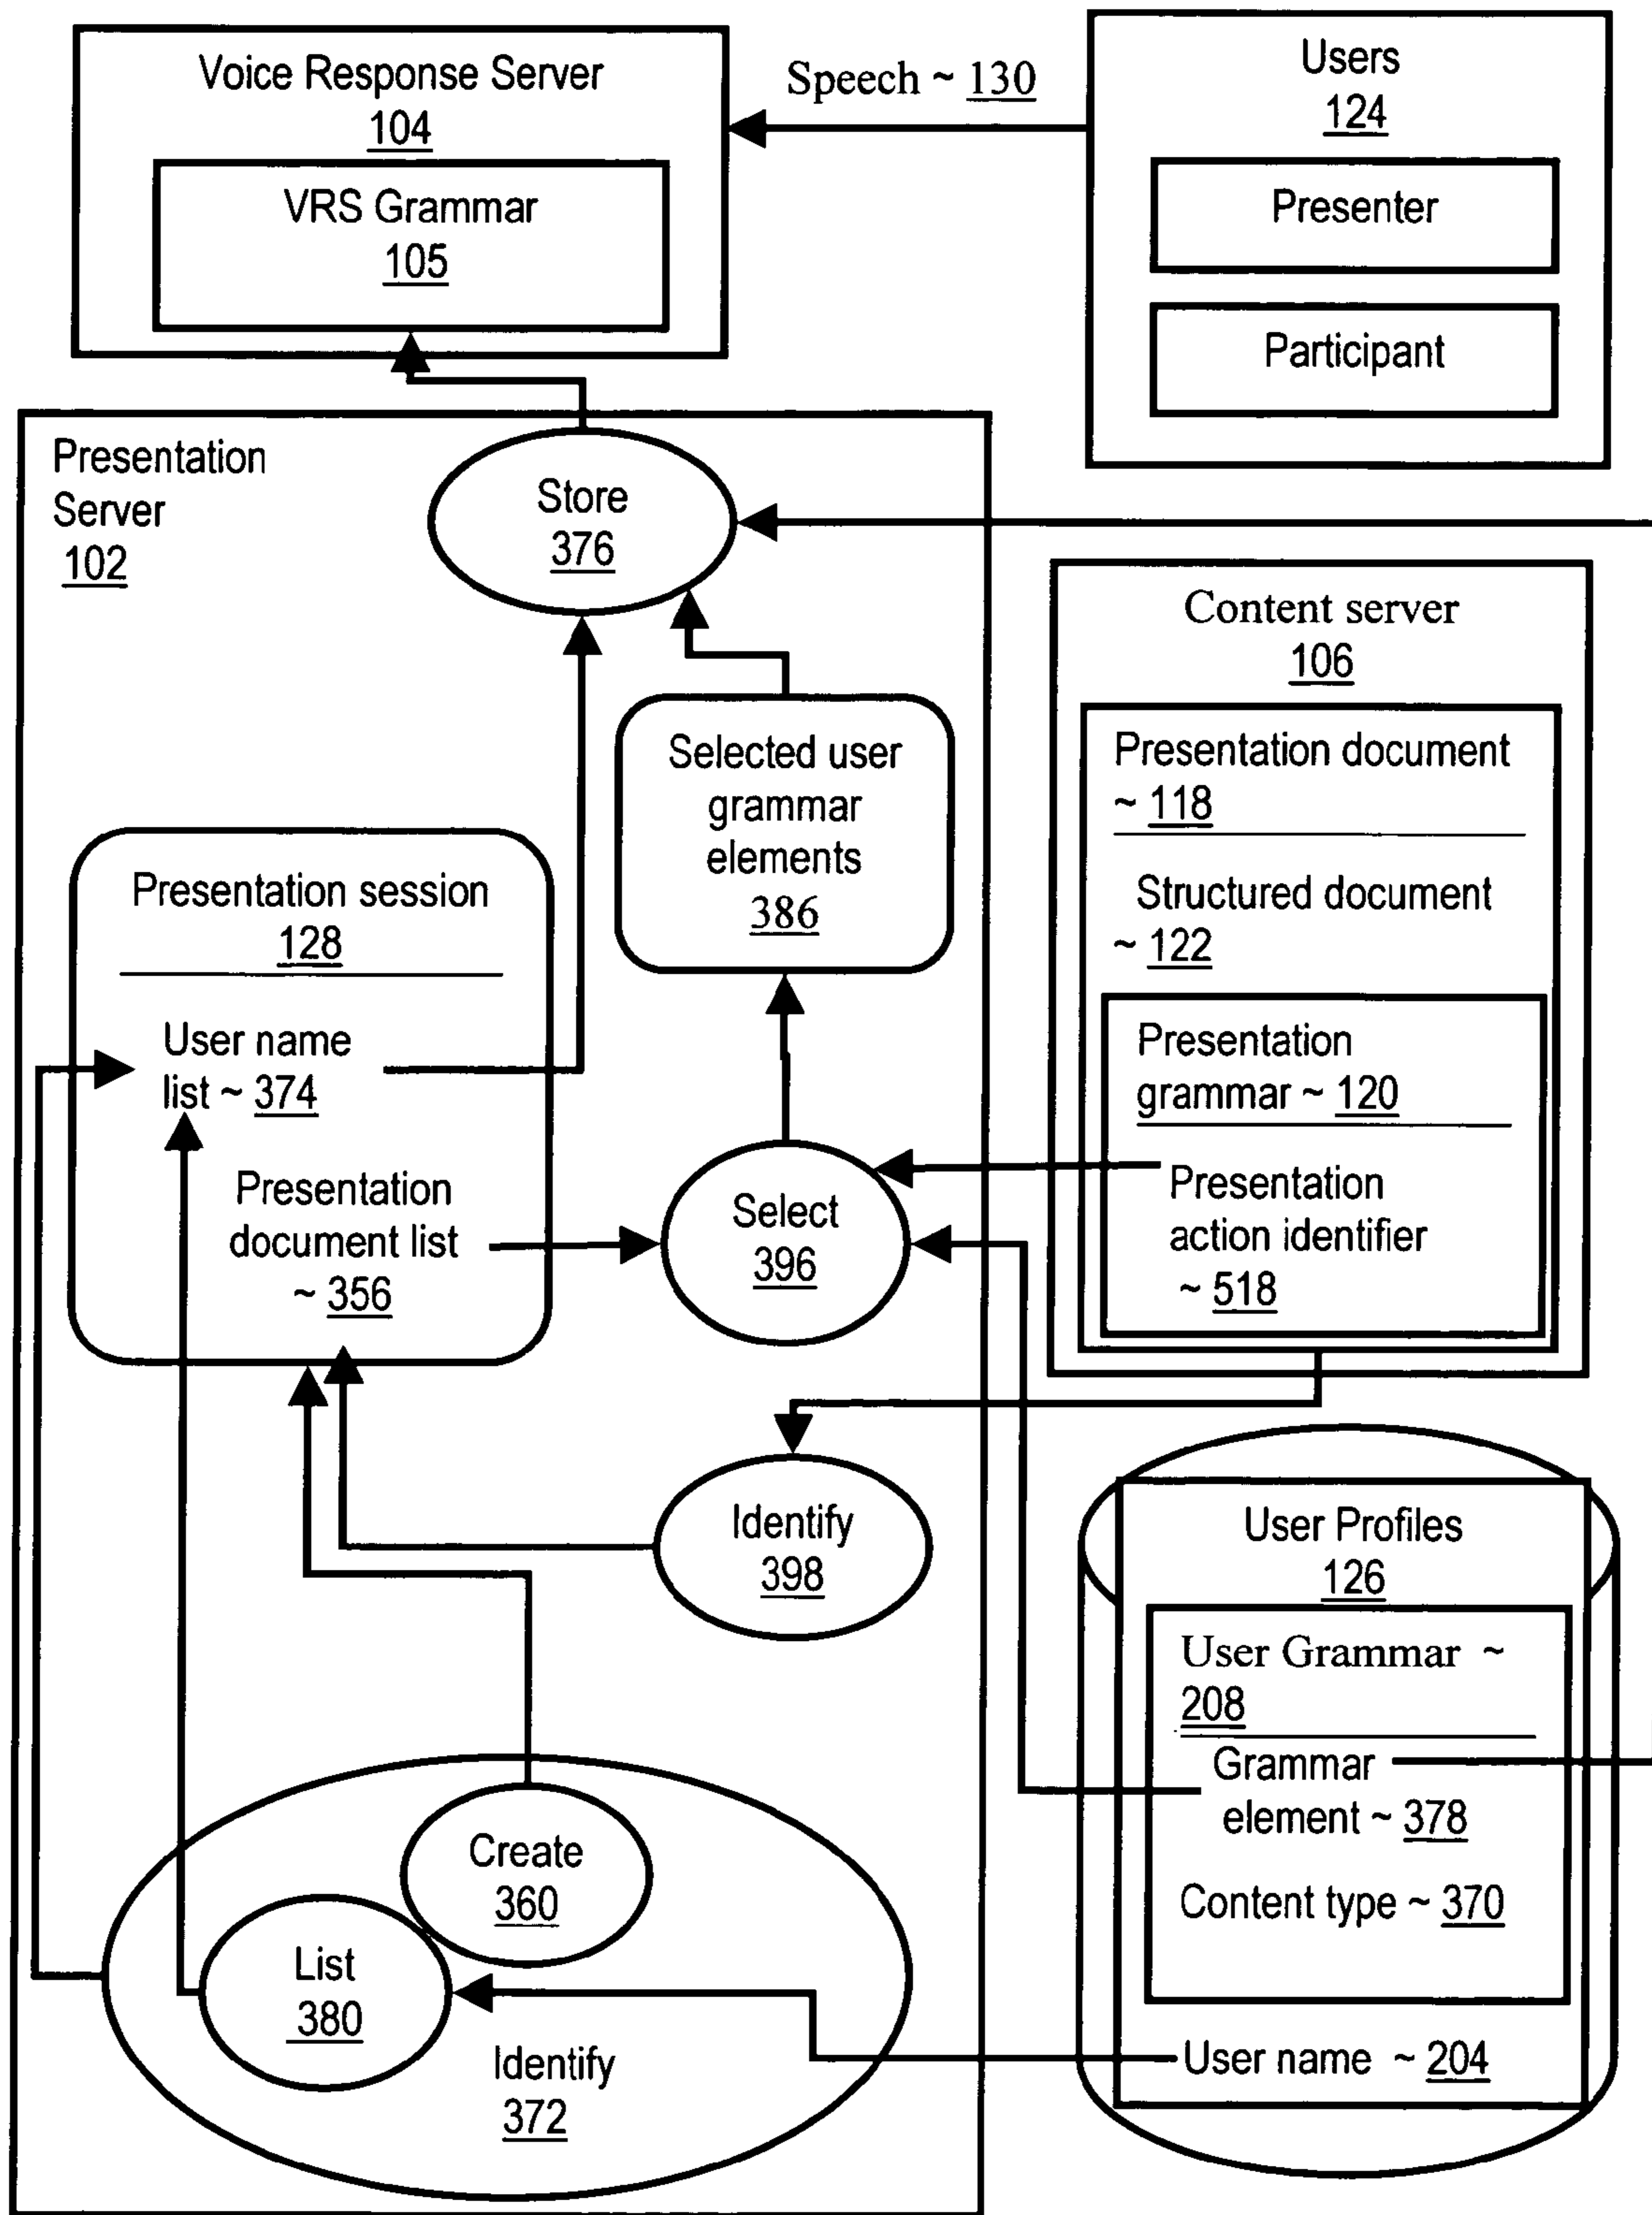 Voice Response Server
104
VRS Grammar
105
Speech ~ 130
Users
124
Presenter
Participant
Presentation
Server
102
Store
376
Content server
106
Presentation document
~ 118
Structured document
~ 122
Presentation
grammar ~ 120
Presentation
action identifier
~ 518
Selected user
grammar
elements
386
Presentation session
128
User name
list ~ 374
Presentation
document list
~ 356
Select
396
Identify
398
User Profiles
126
User Grammar ~
208
Grammar
element ~ 378
Content type ~ 370
User name ~ 204
Create
360
List
380
Identify
372